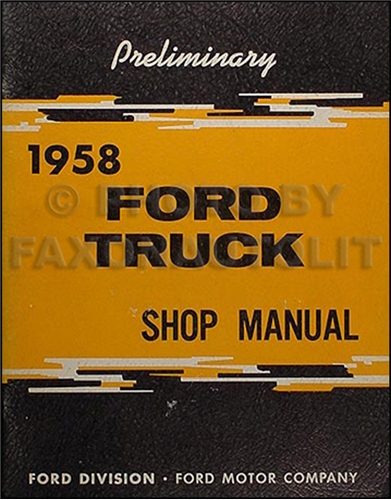 Preliminary
1958
FORD
TRUCK
SHOP MANUAL
FORD DIVISION · FORD MOTOR COMPANY